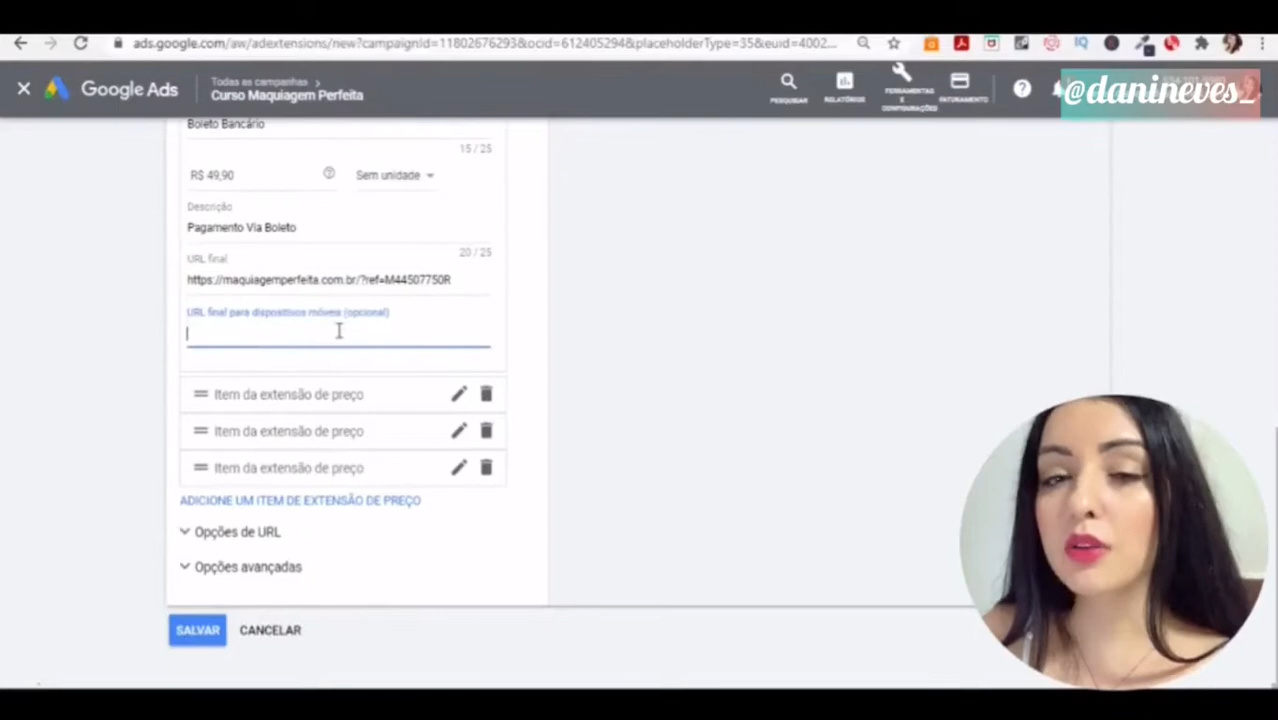 ads.google.com/aw/adextensions/new?campaignId=11802676293&ocid=612405294&placeholderType=35&euid=4002...
Google Ads
Todas as campanhas >
Curso Maquiagem Perfeita
PESQUISAR
RELATÓRIOS
FERRAMENTAS E CONFIGURAÇÕES
FATURAMENTO
@danineves_
Boleto Bancário
15 / 25
R$ 49,90
Sem unidade
Descrição
Pagamento Via Boleto
20 / 25
URL final
https://maquiagemperfeita.com.br/?ref=M44507750R
URL final para dispositivos móveis (opcional)
Item da extensão de preço
Item da extensão de preço
Item da extensão de preço
ADICIONE UM ITEM DE EXTENSÃO DE PREÇO
Opções de URL
Opções avançadas
SALVAR CANCELAR